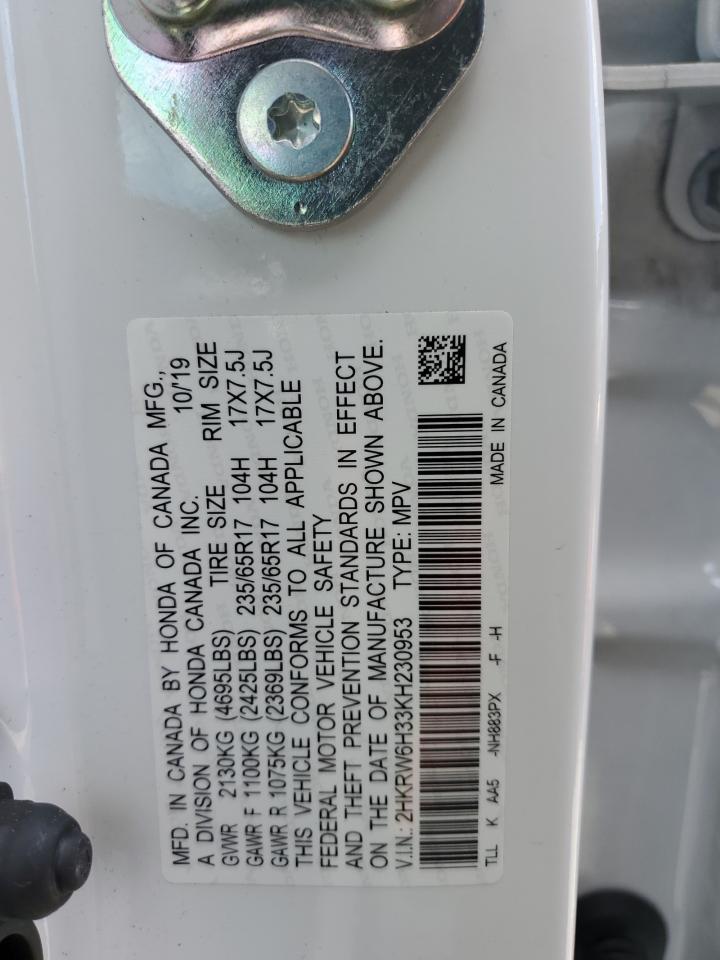 MFD. IN CANADA BY HONDA OF CANADA MFG.,
A DIVISION OF HONDA CANADA INC. 10/'19
GVWR 2130KG (4695LBS) TIRE SIZE RIM SIZE
GAWR F 1100KG (2425LBS) 235/65R17 104H 17X7.5J
GAWR R 1075KG (2369LBS) 235/65R17 104H 17X7.5J
THIS VEHICLE CONFORMS TO ALL APPLICABLE
FEDERAL MOTOR VEHICLE SAFETY
AND THEFT PREVENTION STANDARDS IN EFFECT
ON THE DATE OF MANUFACTURE SHOWN ABOVE.
V.I.N.: 2HKRW6H33KH230953 TYPE: MPV
TLL K AA5 -NH883PX -F -H MADE IN CANADA